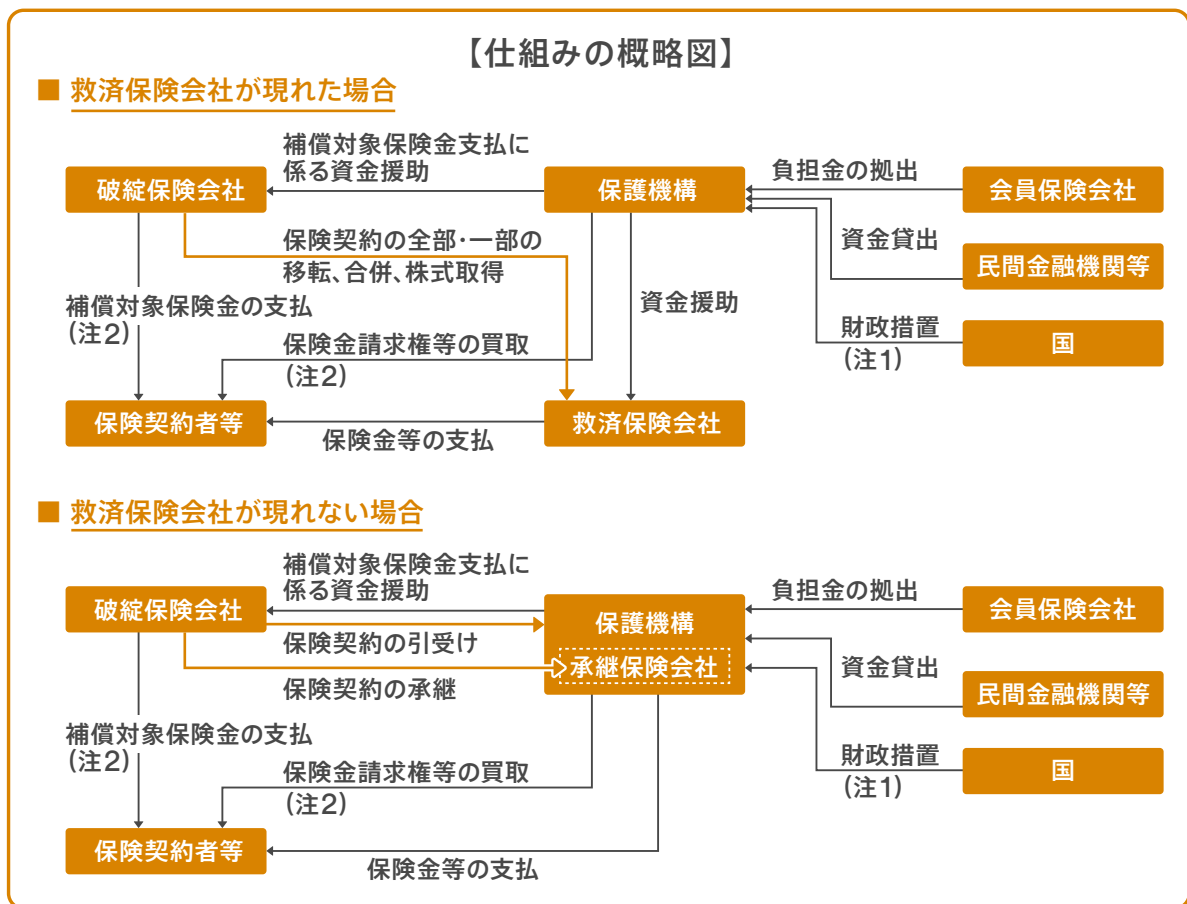 【仕組みの概略図】
■ 救済保険会社が現れた場合
補償対象保険金支払に
係る資金援助
破綻保険会社
保護機構
負担金の拠出
会員保険会社
保険契約の全部・一部の
移転、合併、株式取得
資金貸出
民間金融機関等
補償対象保険金の支払
(注2)
資金援助
財政措置
(注1)
国
保険金請求権等の買取
(注2)
保険契約者等
保険金等の支払
救済保険会社
■ 救済保険会社が現れない場合
補償対象保険金支払に
係る資金援助
破綻保険会社
保護機構
負担金の拠出
会員保険会社
保険契約の引受け
承継保険会社
資金貸出
保険契約の承継
民間金融機関等
補償対象保険金の支払
(注2)
財政措置
(注1)
国
保険金請求権等の買取
(注2)
保険契約者等
保険金等の支払